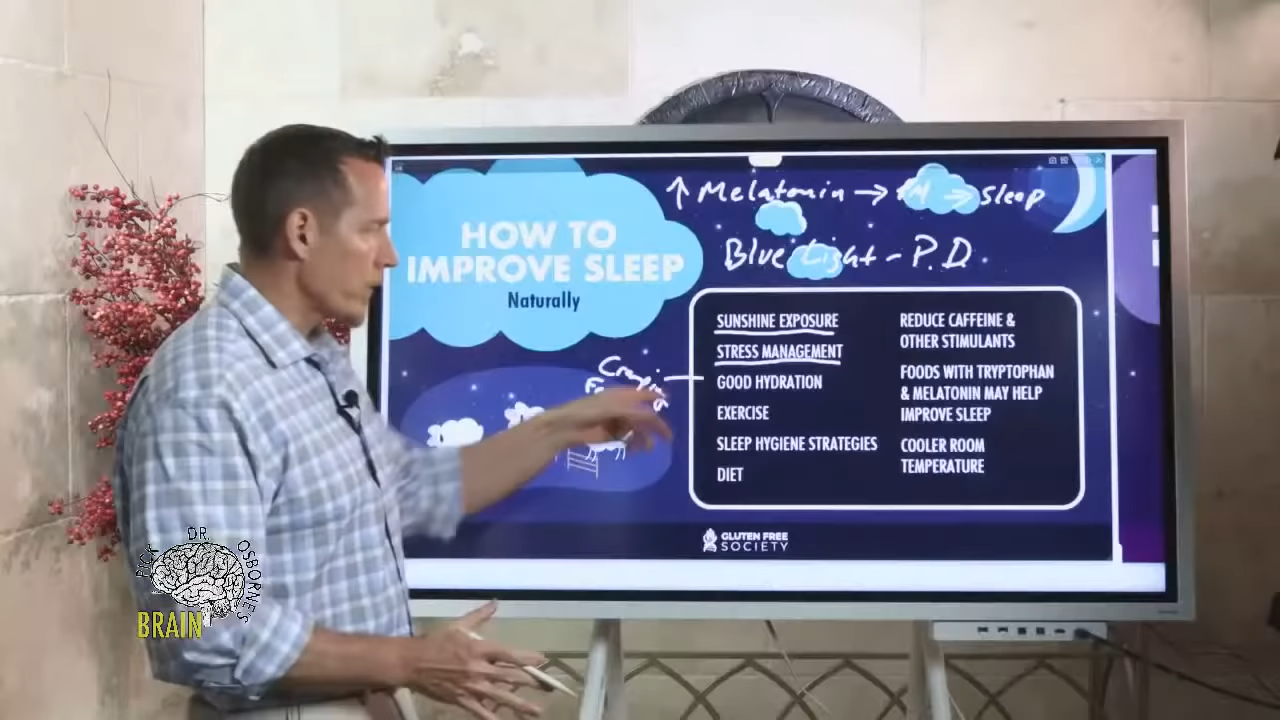 ↑ Melatonin → → Sleep
Blue Light - P.D
HOW TO
IMPROVE SLEEP
Naturally
SUNSHINE EXPOSURE
STRESS MANAGEMENT
GOOD HYDRATION
EXERCISE
SLEEP HYGIENE STRATEGIES
DIET
REDUCE CAFFEINE &
OTHER STIMULANTS
FOODS WITH TRYPTOPHAN
& MELATONIN MAY HELP
IMPROVE SLEEP
COOLER ROOM
TEMPERATURE
GLUTEN FREE
SOCIETY
PICK DR OSBORNE'S
BRAIN